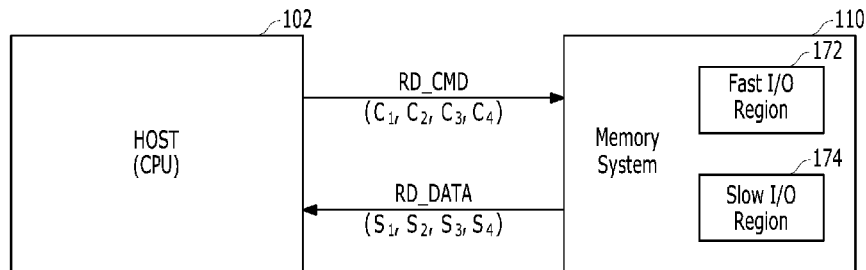 102
110
HOST
(CPU)
RD_CMD
(C1, C2, C3, C4)
RD_DATA
(S1, S2, S3, S4)
Memory
System
172
Fast I/O
Region
174
Slow I/O
Region